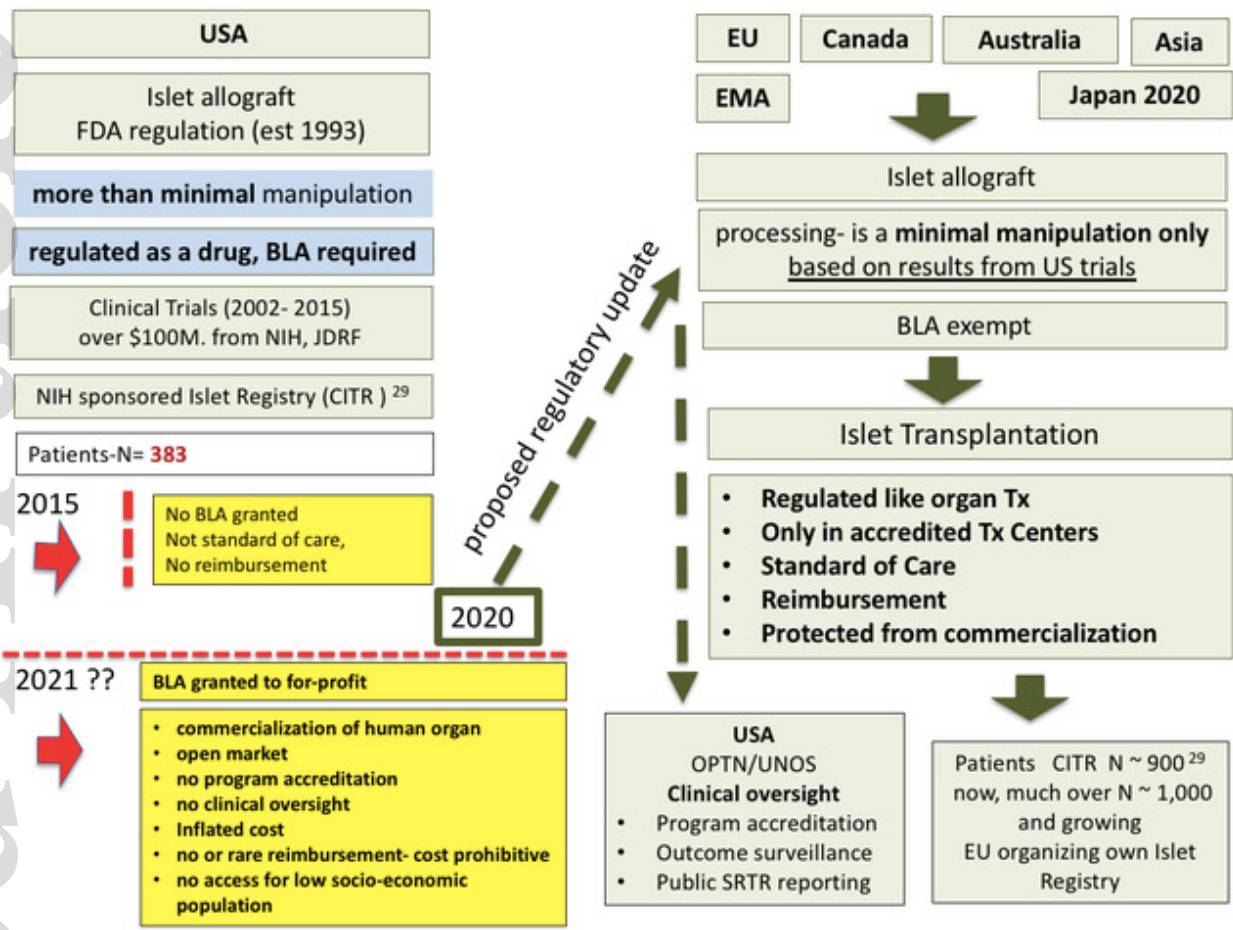 USA
Islet allograft
FDA regulation (est 1993)
more than minimal manipulation
regulated as a drug, BLA required
Clinical Trials (2002- 2015)
over $100M. from NIH, JDRF
NIH sponsored Islet Registry (CITR ) 29
Patients-N= 383
2015
No BLA granted
Not standard of care,
No reimbursement
2020
proposed regulatory update
2021 ??
BLA granted to for-profit
• commercialization of human organ
• open market
• no program accreditation
• no clinical oversight
• Inflated cost
• no or rare reimbursement- cost prohibitive
• no access for low socio-economic
population
EU
Canada
Australia
Asia
EMA
Japan 2020
Islet allograft
processing- is a minimal manipulation only
based on results from US trials
BLA exempt
Islet Transplantation
• Regulated like organ Tx
• Only in accredited Tx Centers
• Standard of Care
• Reimbursement
• Protected from commercialization
USA
OPTN/UNOS
Clinical oversight
• Program accreditation
• Outcome surveillance
• Public SRTR reporting
Patients CITR N ~ 900 29
now, much over N ~ 1,000
and growing
EU organizing own Islet
Registry